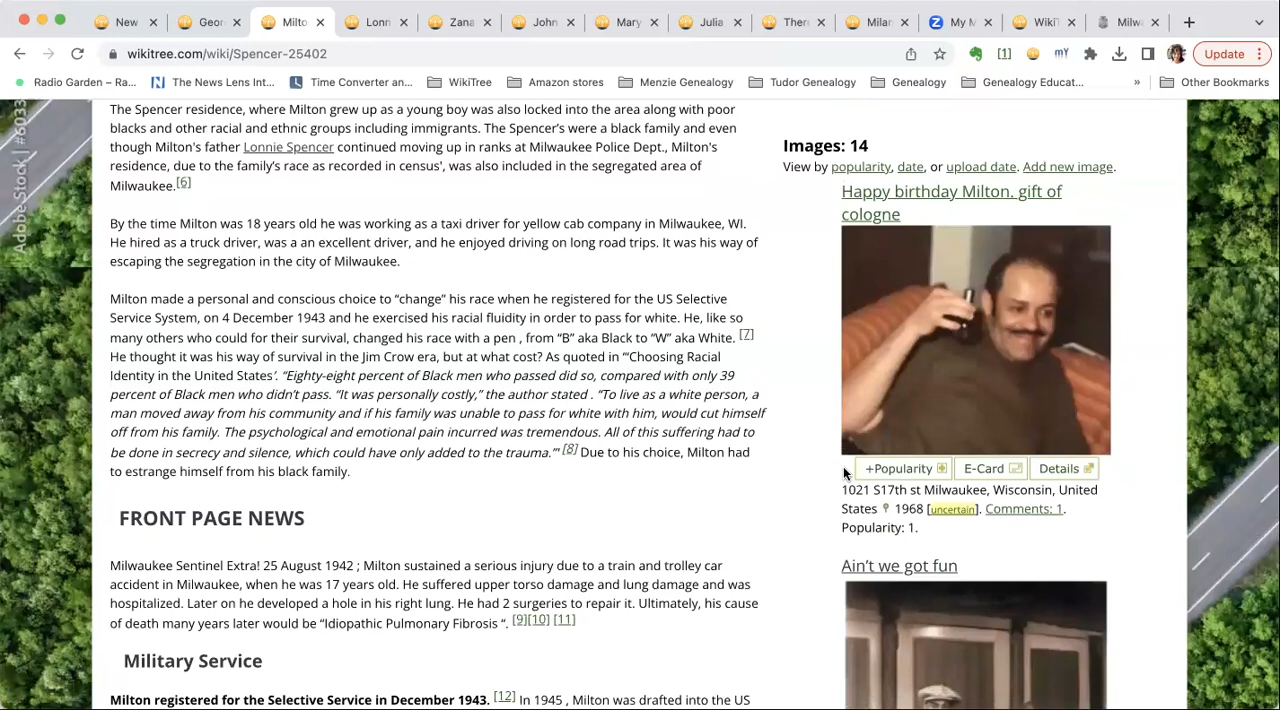 New
Geor
Milto
Lonn
Zana
John
Mary
Julia
Ther
Milan
My M
WikiT
Milw
wikitree.com/wiki/Spencer-25402
[1]
mY
Update
Radio Garden – Ra...
The News Lens Int...
Time Converter an...
WikiTree
Amazon stores
Menzie Genealogy
Tudor Genealogy
Genealogy
Genealogy Educat...
»
Other Bookmarks
Adobe Stock | #6033
The Spencer residence, where Milton grew up as a young boy was also locked into the area along with poor
blacks and other racial and ethnic groups including immigrants. The Spencer's were a black family and even
though Milton's father Lonnie Spencer continued moving up in ranks at Milwaukee Police Dept., Milton's
residence, due to the family's race as recorded in census', was also included in the segregated area of
Milwaukee.[6]
By the time Milton was 18 years old he was working as a taxi driver for yellow cab company in Milwaukee, WI.
He hired as a truck driver, was a an excellent driver, and he enjoyed driving on long road trips. It was his way of
escaping the segregation in the city of Milwaukee.
Milton made a personal and conscious choice to "change" his race when he registered for the US Selective
Service System, on 4 December 1943 and he exercised his racial fluidity in order to pass for white. He, like so
many others who could for their survival, changed his race with a pen , from "B" aka Black to "W" aka White. [7]
He thought it was his way of survival in the Jim Crow era, but at what cost? As quoted in "'Choosing Racial
Identity in the United States'. "Eighty-eight percent of Black men who passed did so, compared with only 39
percent of Black men who didn't pass. "It was personally costly," the author stated . "To live as a white person, a
man moved away from his community and if his family was unable to pass for white with him, would cut himself
off from his family. The psychological and emotional pain incurred was tremendous. All of this suffering had to
be done in secrecy and silence, which could have only added to the trauma.'" [8] Due to his choice, Milton had
to estrange himself from his black family.
FRONT PAGE NEWS
Milwaukee Sentinel Extra! 25 August 1942 ; Milton sustained a serious injury due to a train and trolley car
accident in Milwaukee, when he was 17 years old. He suffered upper torso damage and lung damage and was
hospitalized. Later on he developed a hole in his right lung. He had 2 surgeries to repair it. Ultimately, his cause
of death many years later would be "Idiopathic Pulmonary Fibrosis ". [9][10] [11]
Military Service
Milton registered for the Selective Service in December 1943. [12] In 1945 , Milton was drafted into the US
Images: 14
View by popularity, date, or upload date. Add new image.
Happy birthday Milton. gift of
cologne
+Popularity
E-Card
Details
1021 S17th st Milwaukee, Wisconsin, United
States 1968 [uncertain]. Comments: 1.
Popularity: 1.
Ain't we got fun